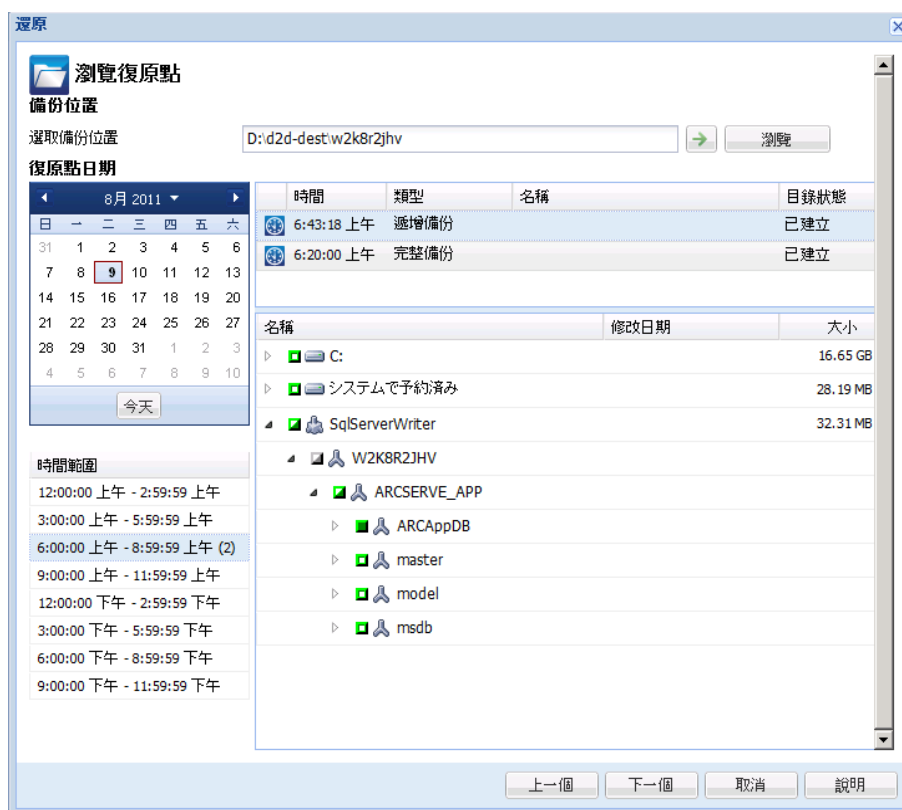 還原
瀏覽復原點
備份位置
選取備份位置 D:\d2d-dest\w2k8r2jhv 瀏覽
復原點日期
8月 2011
日 一 二 三 四 五 六
31 1 2 3 4 5 6
7 8 9 10 11 12 13
14 15 16 17 18 19 20
21 22 23 24 25 26 27
28 29 30 31 1 2 3
4 5 6 7 8 9 10
今天
時間範圍
12:00:00 上午 - 2:59:59 上午
3:00:00 上午 - 5:59:59 上午
6:00:00 上午 - 8:59:59 上午 (2)
9:00:00 上午 - 11:59:59 上午
12:00:00 下午 - 2:59:59 下午
3:00:00 下午 - 5:59:59 下午
6:00:00 下午 - 8:59:59 下午
9:00:00 下午 - 11:59:59 下午
時間 類型 名稱 目錄狀態
6:43:18 上午 遞增備份 已建立
6:20:00 上午 完整備份 已建立
名稱 修改日期 大小
C: 16.65 GB
システムで予約済み 28.19 MB
SqlServerWriter 32.31 MB
W2K8R2JHV
ARCSERVE_APP
ARCAppDB
master
model
msdb
上一個 下一個 取消 說明